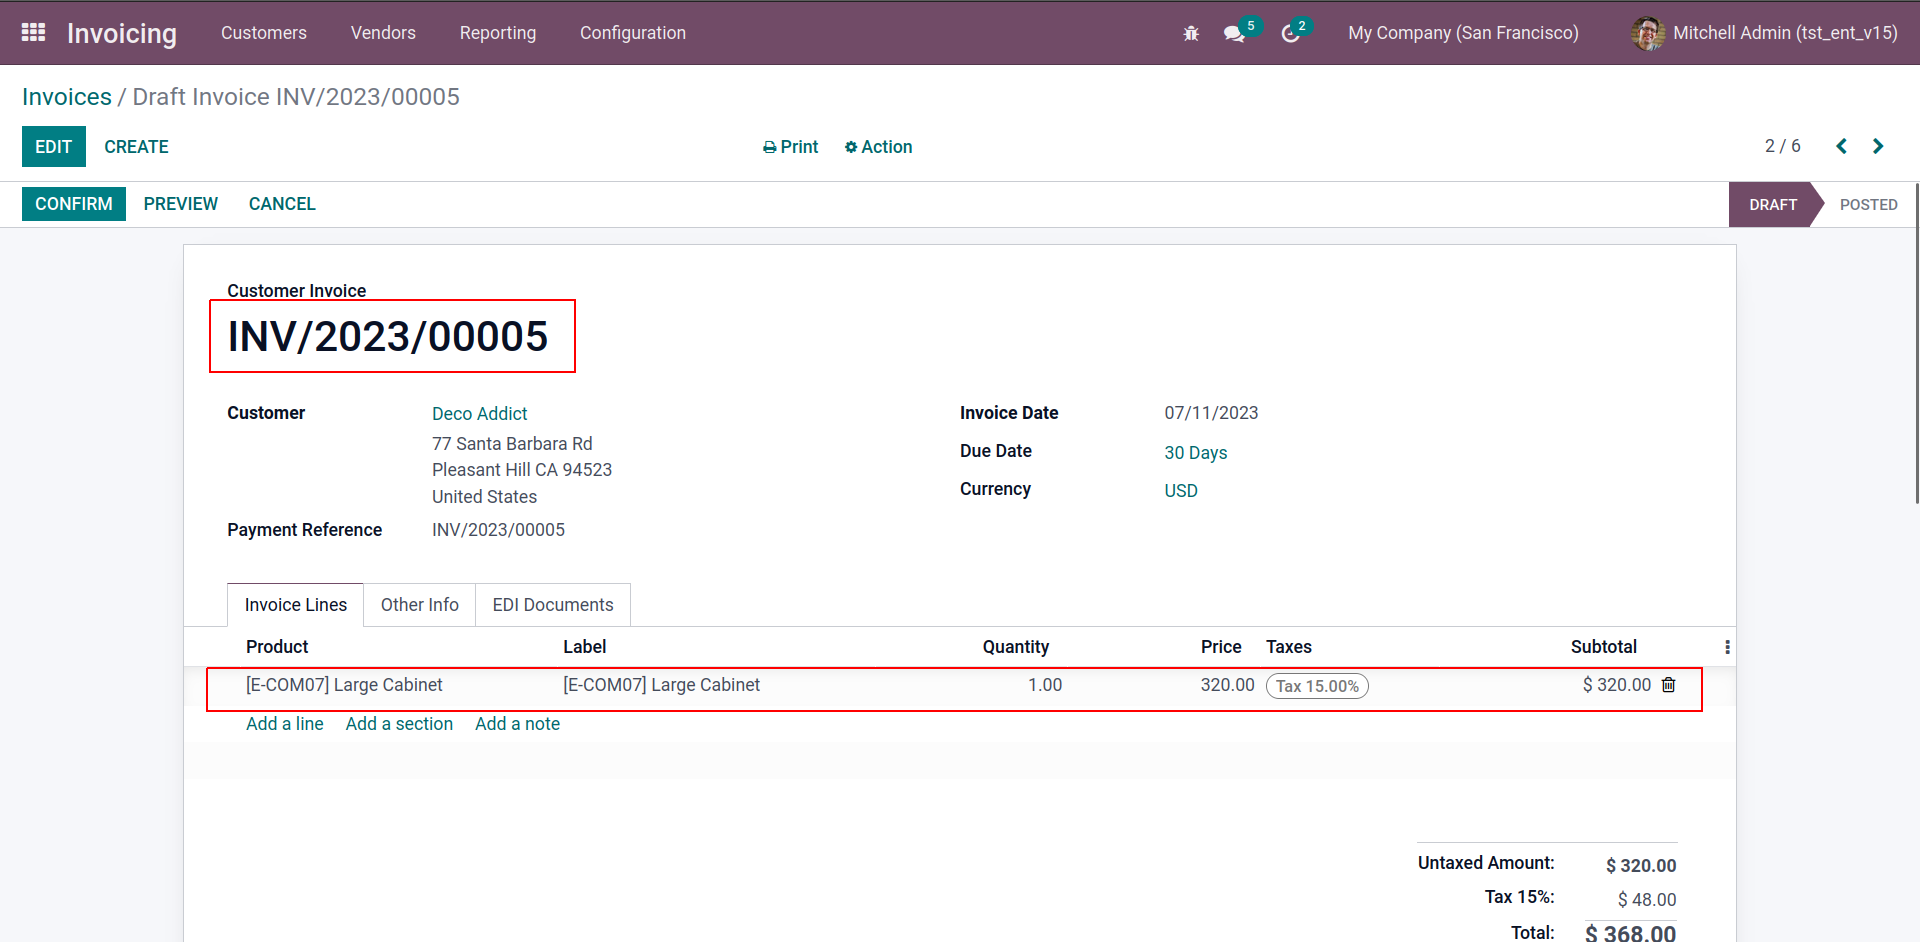 Invoicing Customers Vendors Reporting Configuration 5 2 My Company (San Francisco) Mitchell Admin (tst_ent_v15)
Invoices / Draft Invoice INV/2023/00005
EDIT CREATE Print Action 2 / 6
CONFIRM PREVIEW CANCEL DRAFT POSTED
Customer Invoice
INV/2023/00005
Customer Deco Addict Invoice Date 07/11/2023
77 Santa Barbara Rd
Due Date 30 Days
Pleasant Hill CA 94523
Currency USD
United States
Payment Reference INV/2023/00005
Invoice Lines Other Info EDI Documents
Product Label Quantity Price Taxes Subtotal
[E-COM07] Large Cabinet [E-COM07] Large Cabinet 1.00 320.00 Tax 15.00% $ 320.00
Add a line Add a section Add a note
Untaxed Amount: $ 320.00
Tax 15%: $ 48.00
Total: $ 368.00